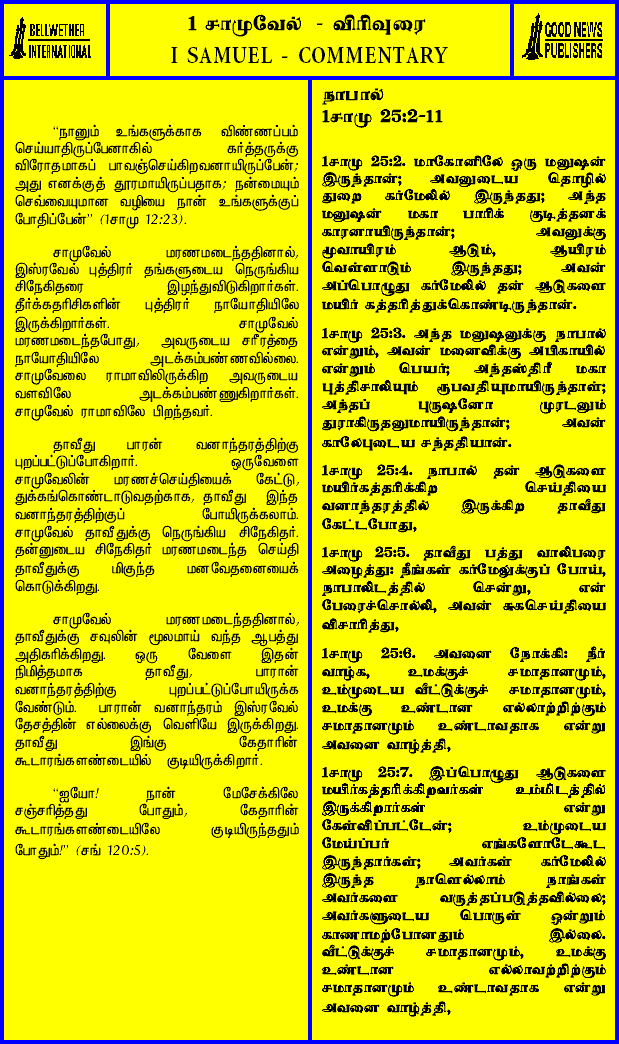 BELLWETHER
INTERNATIONAL
1 சாமுவேல் - விரிவுரை
I SAMUEL - COMMENTARY
GOOD NEWS
PUBLISHERS
“நானும் உங்களுக்காக விண்ணப்பம்
செய்யாதிருப்பேனாகில் கர்த்தருக்கு
விரோதமாகப் பாவஞ்செய்கிறவனாயிருப்பேன்;
அது எனக்குத் தூரமாயிருப்பதாக; நன்மையும்
செவ்வையுமான வழியை நான் உங்களுக்குப்
போதிப்பேன்” (1சாமு 12:23).
சாமுவேல் மரணமடைந்ததினால்,
இஸ்ரவேல் புத்திரர் தங்களுடைய நெருங்கிய
சிநேகிதரை இழந்துவிடுகிறார்கள்.
தீர்க்கதரிசிகளின் புத்திரர் நாயோதியிலே
இருக்கிறார்கள். சாமுவேல்
மரணமடைந்தபோது, அவருடைய சரீரத்தை
நாயோதியிலே அடக்கம்பண்ணவில்லை.
சாமுவேலை ராமாவிலிருக்கிற அவருடைய
வளவிலே அடக்கம்பண்ணுகிறார்கள்.
சாமுவேல் ராமாவிலே பிறந்தவர்.
தாவீது பாரன் வனாந்தரத்திற்கு
புறப்பட்டுப்போகிறார். ஒருவேளை
சாமுவேலின் மரணச்செய்தியைக் கேட்டு,
துக்கங்கொண்டாடுவதற்காக, தாவீது இந்த
வனாந்தரத்திற்குப் போயிருக்கலாம்.
சாமுவேல் தாவீதுக்கு நெருங்கிய சிநேகிதர்.
தன்னுடைய சிநேகிதர் மரணமடைந்த செய்தி
தாவீதுக்கு மிகுந்த மனவேதனையைக்
கொடுக்கிறது.
சாமுவேல் மரணமடைந்ததினால்,
தாவீதுக்கு சவுலின் மூலமாய் வந்த ஆபத்து
அதிகரிக்கிறது. ஒரு வேளை இதன்
நிமித்தமாக தாவீது, பாரான்
வனாந்தரத்திற்கு புறப்பட்டுப்போயிருக்க
வேண்டும். பாரான் வனாந்தரம் இஸ்ரவேல்
தேசத்தின் எல்லைக்கு வெளியே இருக்கிறது.
தாவீது இங்கு கேதாரின்
கூடாரங்களண்டையில் குடியிருக்கிறார்.
“ஐயோ! நான் மேசேக்கிலே
சஞ்சரித்தது போதும், கேதாரின்
கூடாரங்களண்டையிலே குடியிருந்ததும்
போதும்!” (சங் 120:5).
நாபால்
1சாமு 25:2-11
1சாமு 25:2. மாகோனிலே ஒரு மனுஷன்
இருந்தான்; அவனுடைய தொழில்
துறை கர்மேலில் இருந்தது; அந்த
மனுஷன் மகா பாரிக் குடித்தனக்
காரனாயிருந்தான்; அவனுக்கு
மூவாயிரம் ஆடும், ஆயிரம்
வெள்ளாடும் இருந்தது; அவன்
அப்பொழுது கர்மேலில் தன் ஆடுகளை
மயிர் கத்தரித்துக்கொண்டிருந்தான்.
1சாமு 25:3. அந்த மனுஷனுக்கு நாபால்
என்றும், அவன் மனைவிக்கு அபிகாயில்
என்றும் பெயர்; அந்தஸ்திரீ மகா
புத்திசாலியும் ரூபவதியுமாயிருந்தாள்;
அந்தப் புருஷனோ முரடனும்
துராகிருதனுமாயிருந்தான்; அவன்
காலேபுடைய சந்ததியான்.
1சாமு 25:4. நாபால் தன் ஆடுகளை
மயிர்கத்தரிக்கிற செய்தியை
வனாந்தரத்தில் இருக்கிற தாவீது
கேட்டபோது,
1சாமு 25:5. தாவீது பத்து வாலிபரை
அழைத்து: நீங்கள் கர்மேலுக்குப் போய்,
நாபாலிடத்தில் சென்று, என்
பேரைச்சொல்லி, அவன் சுகசெய்தியை
விசாரித்து,
1சாமு 25:6. அவனை நோக்கி: நீர்
வாழ்க, உமக்குச் சமாதானமும்,
உம்முடைய வீட்டுக்குச் சமாதானமும்,
உமக்கு உண்டான எல்லாற்றிற்கும்
சமாதானமும் உண்டாவதாக என்று
அவனை வாழ்த்தி,
1சாமு 25:7. இப்பொழுது ஆடுகளை
மயிர்கத்தரிக்கிறவர்கள் உம்மிடத்தில்
இருக்கிறார்கள் என்று
கேள்விப்பட்டேன்; உம்முடைய
மேய்ப்பர் எங்களோடேகூட
இருந்தார்கள்; அவர்கள் கர்மேலில்
இருந்த நாளெல்லாம் நாங்கள்
அவர்களை வருத்தப்படுத்தவில்லை;
அவர்களுடைய பொருள் ஒன்றும்
காணாமற்போனதும் இல்லை.
வீட்டுக்குச் சமாதானமும், உமக்கு
உண்டான எல்லாவற்றிற்கும்
சமாதானமும் உண்டாவதாக என்று
அவனை வாழ்த்தி,